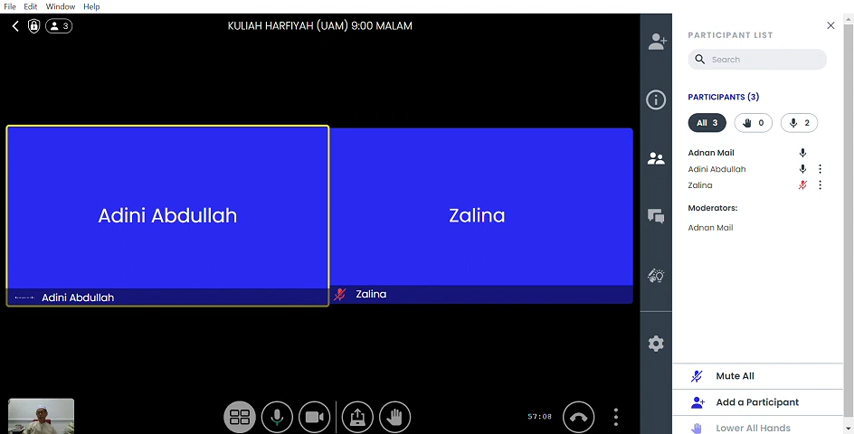 File Edit Window Help
3
KULIAH HARFIYAH (UAM) 9:00 MALAM
Adini Abdullah
Zalina
Adini Abdullah
Zalina
57:08
PARTICIPANT LIST
Search
PARTICIPANTS (3)
All 3 0 2
Adnan Mail
Adini Abdullah
Zalina
Moderators:
Adnan Mail
Mute All
Add a Participant
Lower All Hands